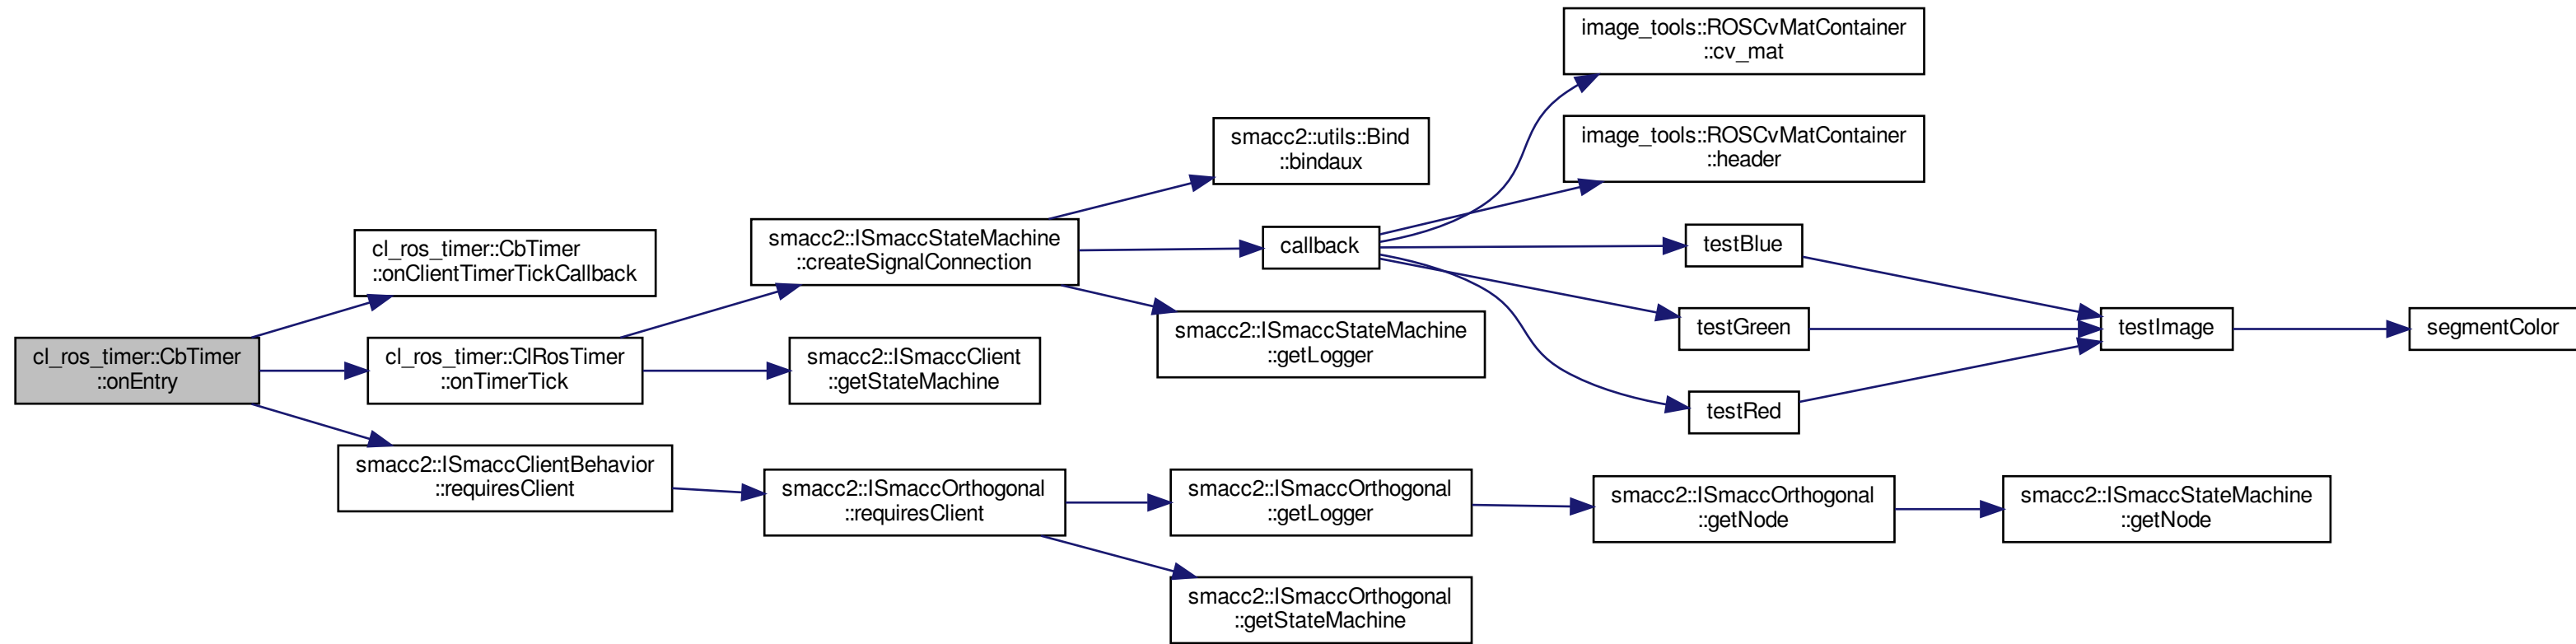 cl_ros_timer::CbTimer
::onEntry
cl_ros_timer::CbTimer
::onClientTimerTickCallback
cl_ros_timer::ClRosTimer
::onTimerTick
smacc2::ISmaccClientBehavior
::requiresClient
smacc2::ISmaccStateMachine
::createSignalConnection
smacc2::ISmaccClient
::getStateMachine
smacc2::ISmaccOrthogonal
::requiresClient
smacc2::utils::Bind
::bindaux
callback
smacc2::ISmaccStateMachine
::getLogger
smacc2::ISmaccOrthogonal
::getLogger
smacc2::ISmaccOrthogonal
::getStateMachine
image_tools::ROSCvMatContainer
::cv_mat
image_tools::ROSCvMatContainer
::header
testBlue
testGreen
testRed
smacc2::ISmaccOrthogonal
::getNode
testImage
smacc2::ISmaccStateMachine
::getNode
segmentColor